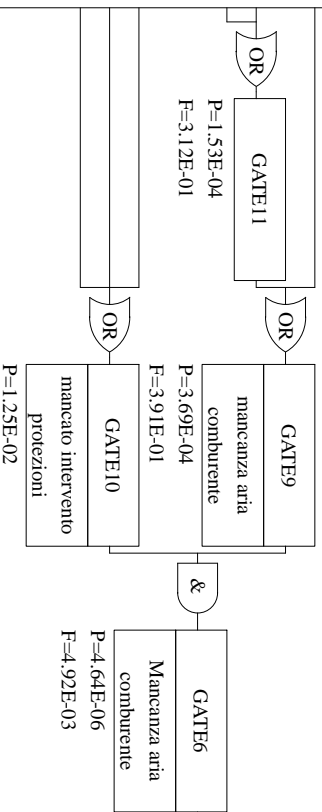 OR
GATE11
P=1.53E-04
F=3.12E-01
OR
GATE9
mancanza aria
comburente
P=3.69E-04
F=3.91E-01
OR
GATE10
mancato intervento
protezioni
P=1.25E-02
&
GATE6
Mancanza aria
comburente
P=4.64E-06
F=4.92E-03